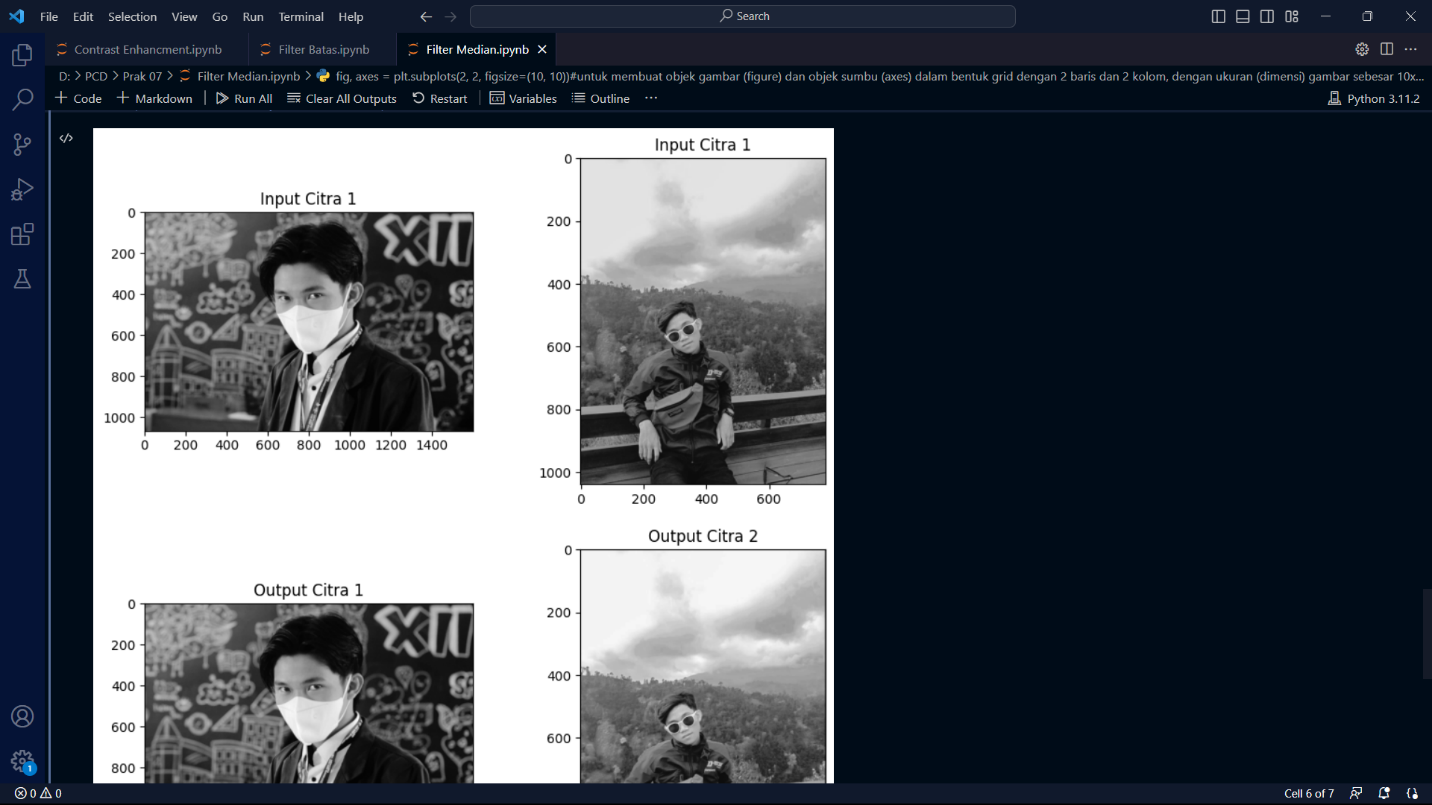 File Edit Selection View Go Run Terminal Help
Search
Contrast Enhancment.ipynb
Filter Batas.ipynb
Filter Median.ipynb
D: > PCD > Prak 07 > Filter Median.ipynb > fig, axes = plt.subplots(2, 2, figsize=(10, 10))#untuk membuat objek gambar (figure) dan objek sumbu (axes) dalam bentuk grid dengan 2 baris dan 2 kolom, dengan ukuran (dimensi) gambar sebesar 10x...
+ Code + Markdown Run All Clear All Outputs Restart Variables Outline ...
Python 3.11.2
Input Citra 1
0
200
400
600
800
1000
0 200 400 600 800 1000 1200 1400
XII
Input Citra 1
0
200
400
600
800
1000
0 200 400 600
Output Citra 1
0
200
400
600
800
XII
Output Citra 2
0
200
400
600
1
0 0
Cell 6 of 7